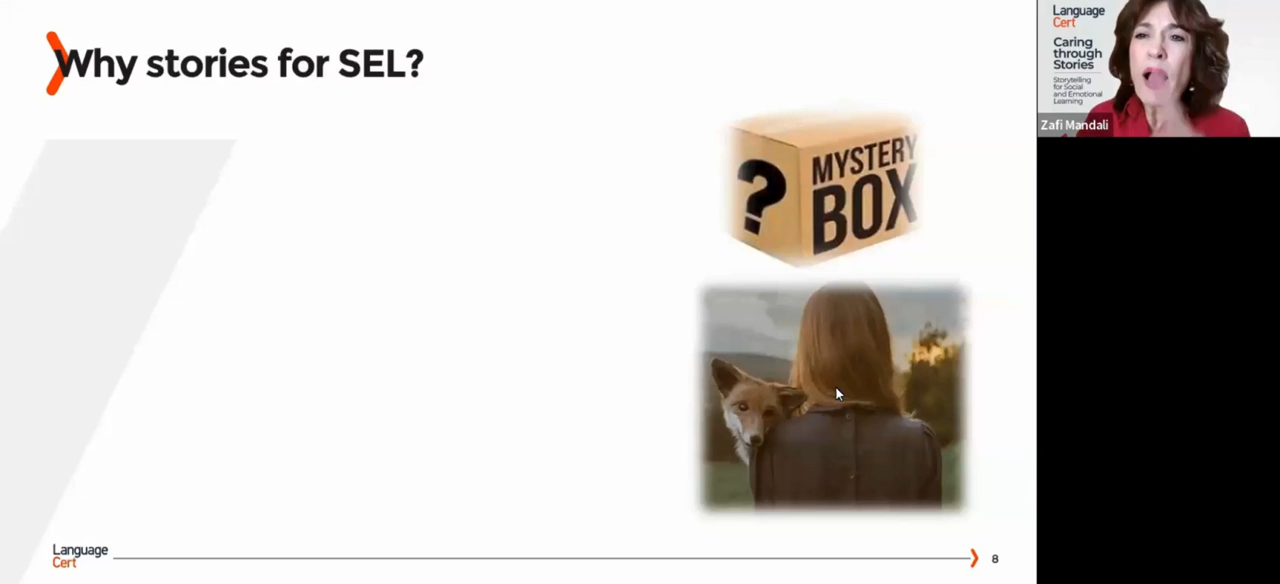 Why stories for SEL?
?
MYSTERY
BOX
Language
Cert
8
Language
Cert
Caring
through
Stories
Storytelling
for Social
and Emotional
Learning
Zafi Mandali